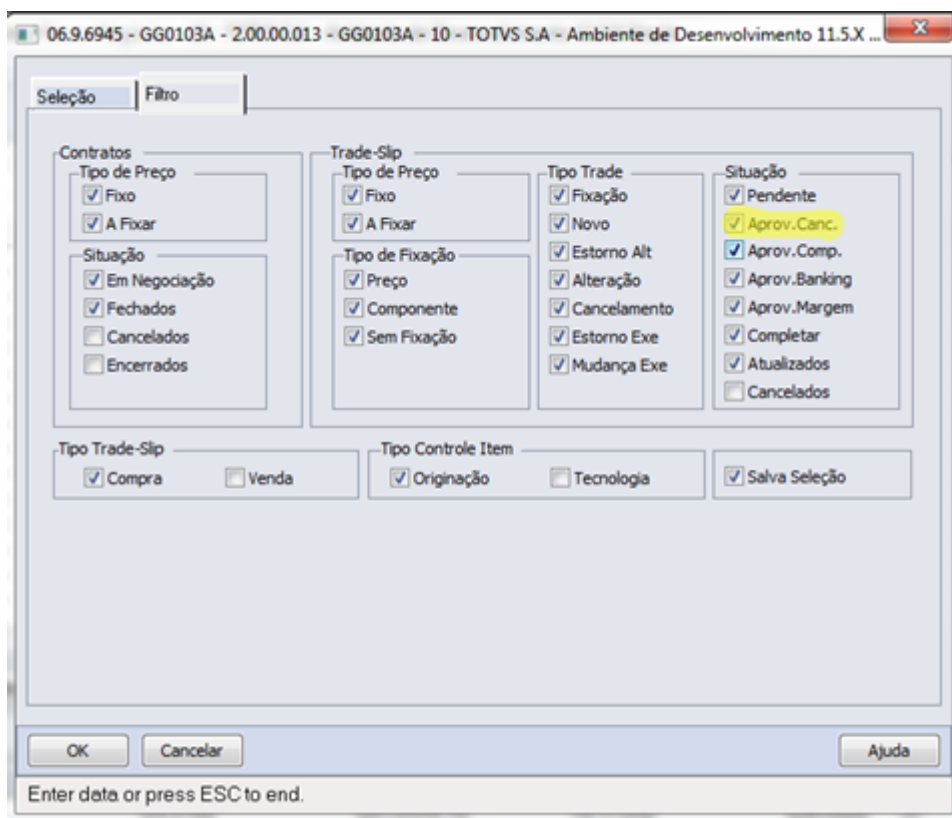 06.9.6945 - GG0103A - 2.00.00.013 - GG0103A - 10 - TOTVS S.A - Ambiente de Desenvolvimento 11.5.X ...
Seleção Filtro
Contratos
Tipo de Preço
Fixo
A Fixar
Situação
Em Negociação
Fechados
Cancelados
Encerrados
Trade-Slip
Tipo de Preço
Fixo
A Fixar
Tipo de Fixação
Preço
Componente
Sem Fixação
Tipo Trade
Fixação
Novo
Estorno Alt
Alteração
Cancelamento
Estorno Exe
Mudança Exe
Situação
Pendente
Aprov.Canc.
Aprov.Comp.
Aprov.Banking
Aprov.Margem
Completar
Atualizados
Cancelados
Tipo Trade-Slip
Compra Venda
Tipo Controle Item
Originação Tecnologia
Salva Seleção
OK Cancelar Ajuda
Enter data or press ESC to end.